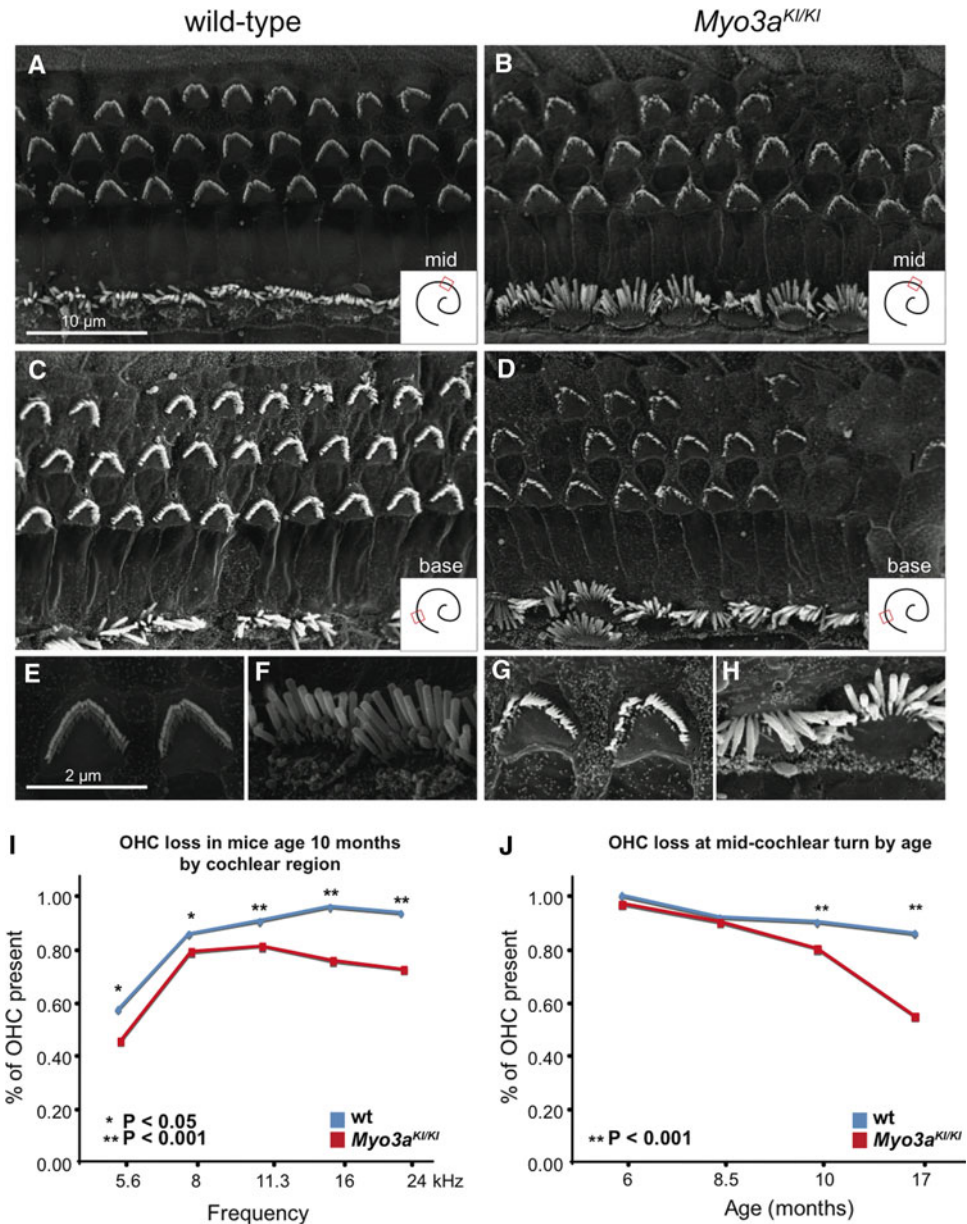 wild-type
Myo3aKI/KI
A
B
mid
mid
10 µm
C
D
base
base
E
F
G
H
2 µm
I
OHC loss in mice age 10 months
by cochlear region
% of OHC present
1.00
0.80
0.60
0.40
0.20
0.00
*
*
**
**
**
* P < 0.05
** P < 0.001
wt
Myo3aKI/KI
5.6
8
11.3
16
24 kHz
Frequency
J
OHC loss at mid-cochlear turn by age
% of OHC present
1.00
0.80
0.60
0.40
0.20
0.00
**
**
** P < 0.001
wt
Myo3aKI/KI
6
8.5
10
17
Age (months)